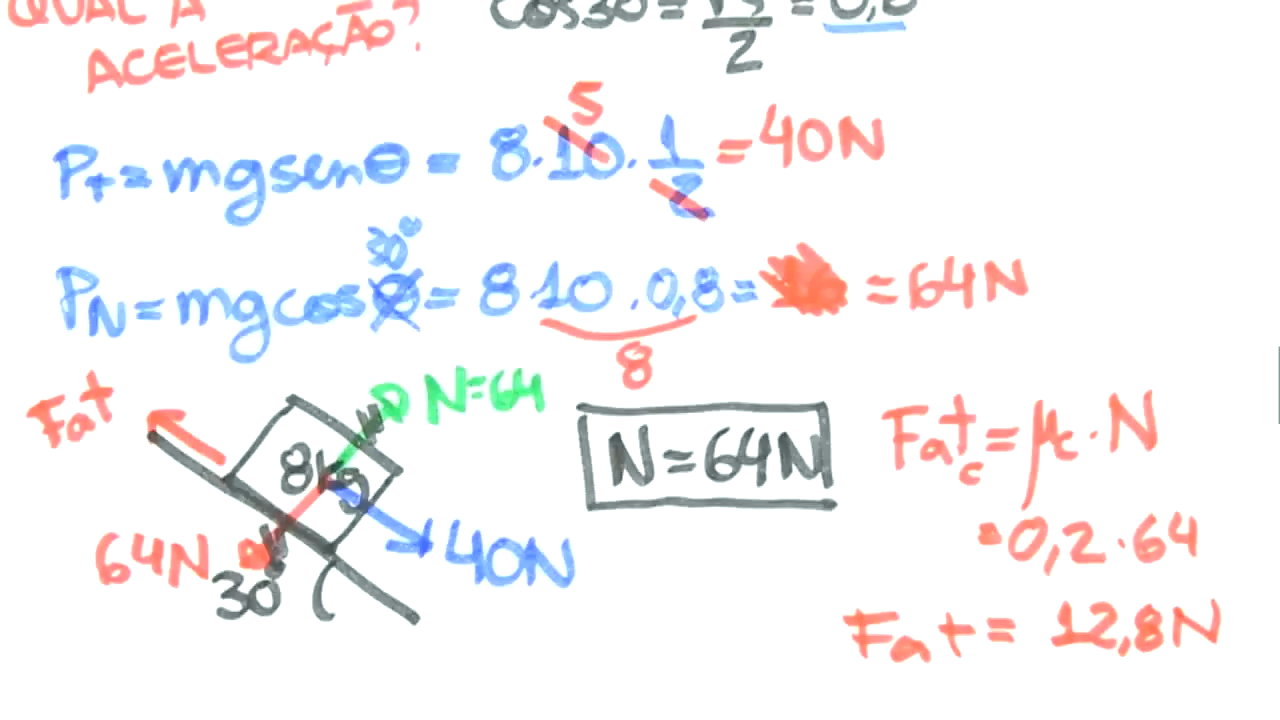 QUAL A
ACELERAÇÃO?
cos30 = √3/2 = 0,8
Pt = mgsenθ = 8.10.1/2 = 40N
5
30°
PN = mgcosθ = 8.10.0,8 = = 64N
8
Fat
N=64
8kg
64N
30°
40N
N=64N
Fatc = μc.N
=0,2.64
Fat = 12,8N